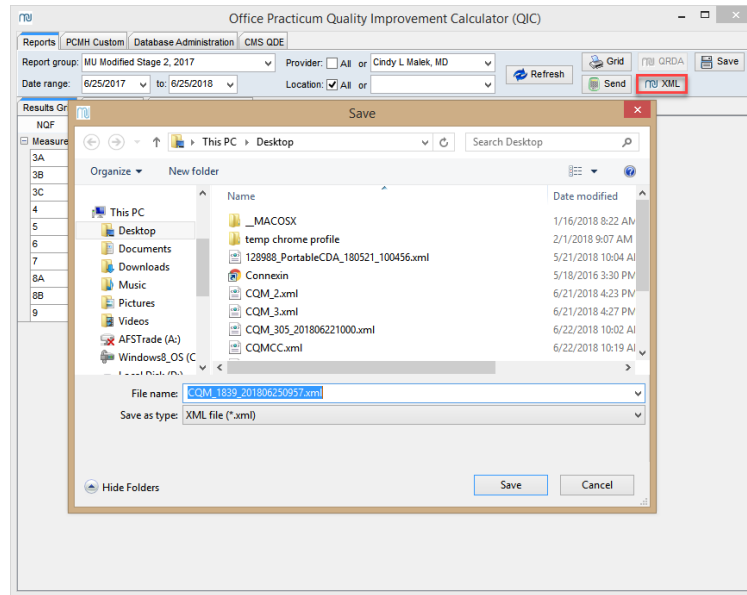 Office Practicum Quality Improvement Calculator (QIC)
Reports PCMH Custom Database Administration CMS QDE
Report group: MU Modified Stage 2, 2017 Provider: All or Cindy L Malek, MD Refresh Grid QRDA Save
Date range: 6/25/2017 to: 6/25/2018 Location: All or Send XML
Results Gr
Save
NQF
This PC Desktop Search Desktop
Measure
3A
3B
3C
4
5
6
7
8A
8B
9
Organize New folder
This PC
Desktop
Documents
Downloads
Music
Pictures
Videos
AFSTrade (A:)
Windows8_OS (C
Name Date modified
__MACOSX 1/16/2018 8:22 AM
temp chrome profile 2/1/2018 9:07 AM
128988_PortableCDA_180521_100456.xml 5/21/2018 10:04 AM
Connexin 5/18/2016 3:30 PM
CQM_2.xml 6/21/2018 4:23 PM
CQM_3.xml 6/21/2018 4:27 PM
CQM_305_201806221000.xml 6/22/2018 10:02 AM
CQMCC.xml 6/22/2018 10:19 AM
File name: CQM_1839_201806250957.xml
Save as type: XML file (*.xml)
Hide Folders Save Cancel